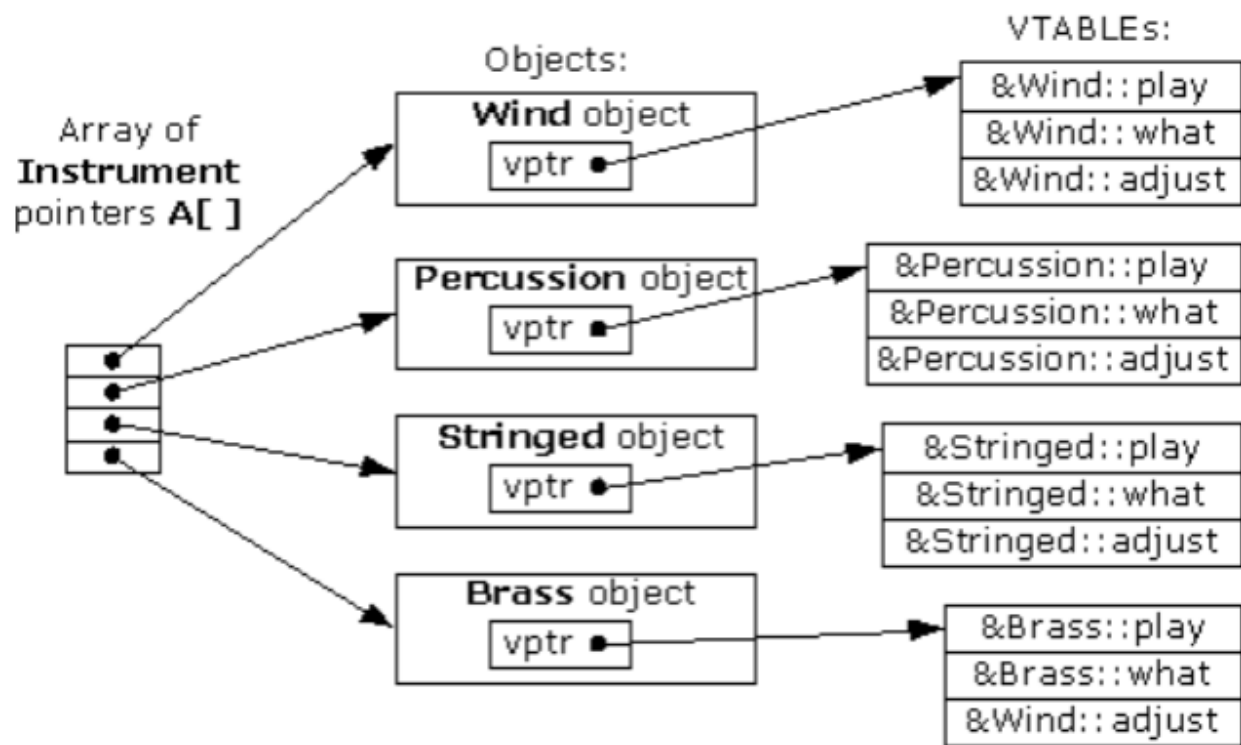 Array of
Instrument
pointers A[ ]
Objects:
Wind object
vptr
Percussion object
vptr
Stringed object
vptr
Brass object
vptr
VTABLEs:
&Wind::play
&Wind::what
&Wind::adjust
&Percussion::play
&Percussion::what
&Percussion::adjust
&Stringed::play
&Stringed::what
&Stringed::adjust
&Brass::play
&Brass::what
&Wind::adjust